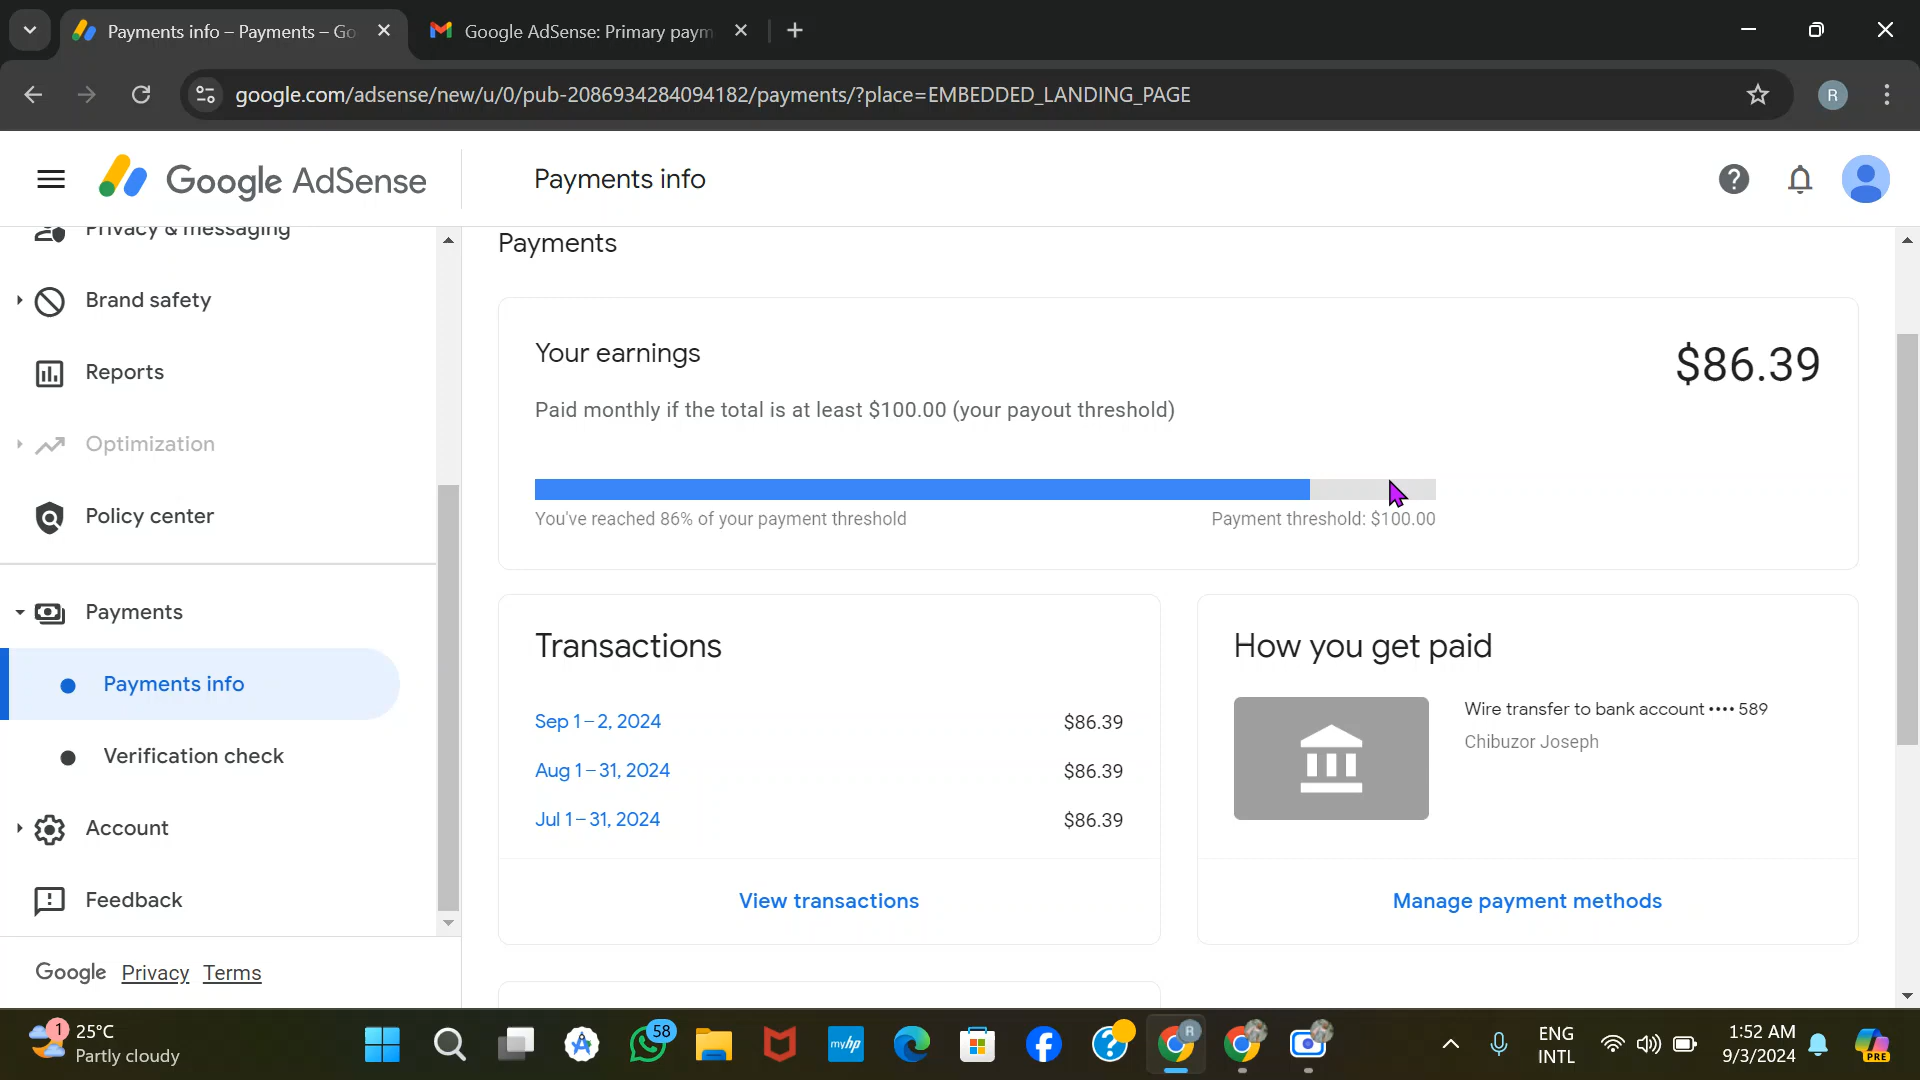 Payments info – Payments – Go
Google AdSense: Primary paym
google.com/adsense/new/u/0/pub-2086934284094182/payments/?place=EMBEDDED_LANDING_PAGE
R
Google AdSense
Payments info
Privacy & messaging
Brand safety
Reports
Optimization
Policy center
Payments
Payments info
Verification check
Account
Feedback
Google Privacy Terms
Payments
Your earnings
$86.39
Paid monthly if the total is at least $100.00 (your payout threshold)
You've reached 86% of your payment threshold
Payment threshold: $100.00
Transactions
Sep 1 – 2, 2024 $86.39
Aug 1 – 31, 2024 $86.39
Jul 1 – 31, 2024 $86.39
View transactions
How you get paid
Wire transfer to bank account •••• 589
Chibuzor Joseph
Manage payment methods
1
25°C
Partly cloudy
58
myhp
R
ENG
INTL
1:52 AM
9/3/2024
PRE